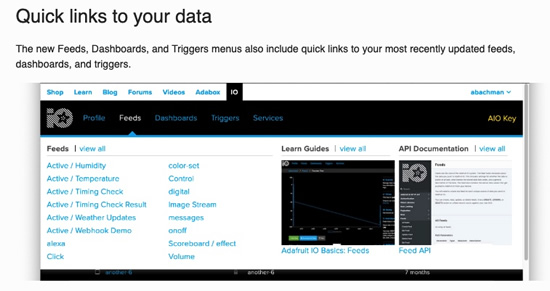 Quick links to your data
The new Feeds, Dashboards, and Triggers menus also include quick links to your most recently updated feeds,
dashboards, and triggers.
Shop Learn Blog Forums Videos Adabox IO abachman
io Profile Feeds Dashboards Triggers Services AIO Key
Feeds | view all Learn Guides | view all API Documentation | view all
Active / Humidity color-set
Active / Temperature Control
Active / Timing Check digital
Active / Timing Check Result Image Stream
Active / Weather Updates messages
Active / Webhook Demo onoff
alexa Scoreboard / effect
Click Volume
Adafruit IO Basics: Feeds Feed API
another-6 another-6 7 months